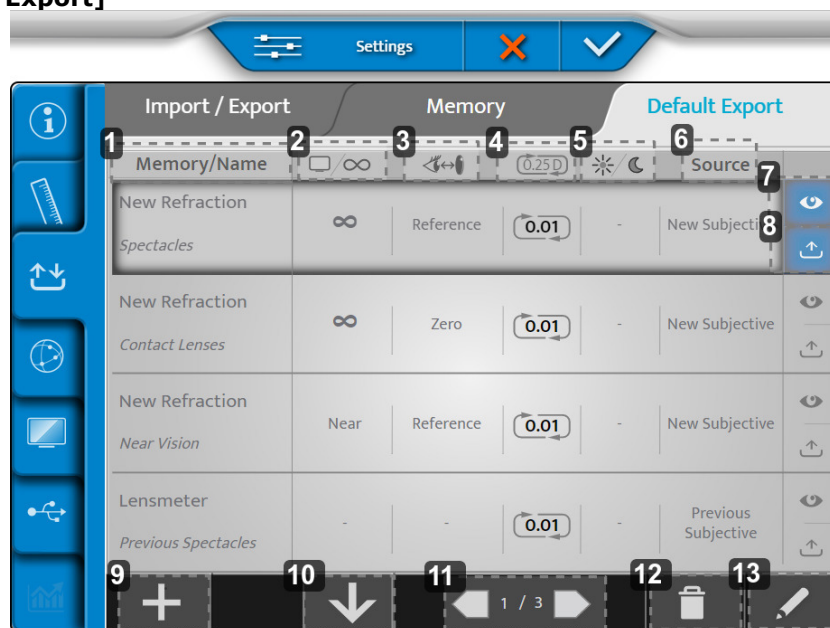 Export]
Settings
Import / Export Memory Default Export
1 2 3 4 5 6
Memory/Name / ∞ 0.25 D / Source
7
New Refraction
Spectacles
∞ Reference 0.01 - New Subjecti
8
New Refraction
Contact Lenses
∞ Zero 0.01 - New Subjective
New Refraction
Near Vision
Near Reference 0.01 - New Subjective
Lensmeter
Previous Spectacles
- - 0.01 - Previous
Subjective
9 10 11 12 13
1 / 3